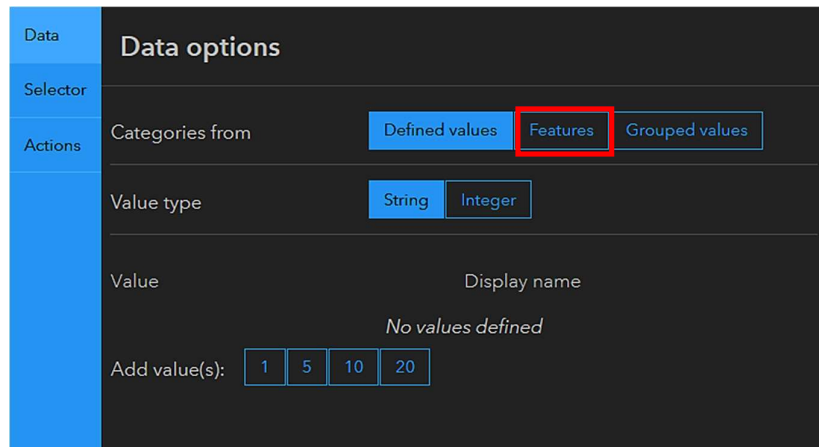 Data
Data options
Selector
Actions
Categories from Defined values Features Grouped values
Value type String Integer
Value Display name
No values defined
Add value(s): 1 5 10 20